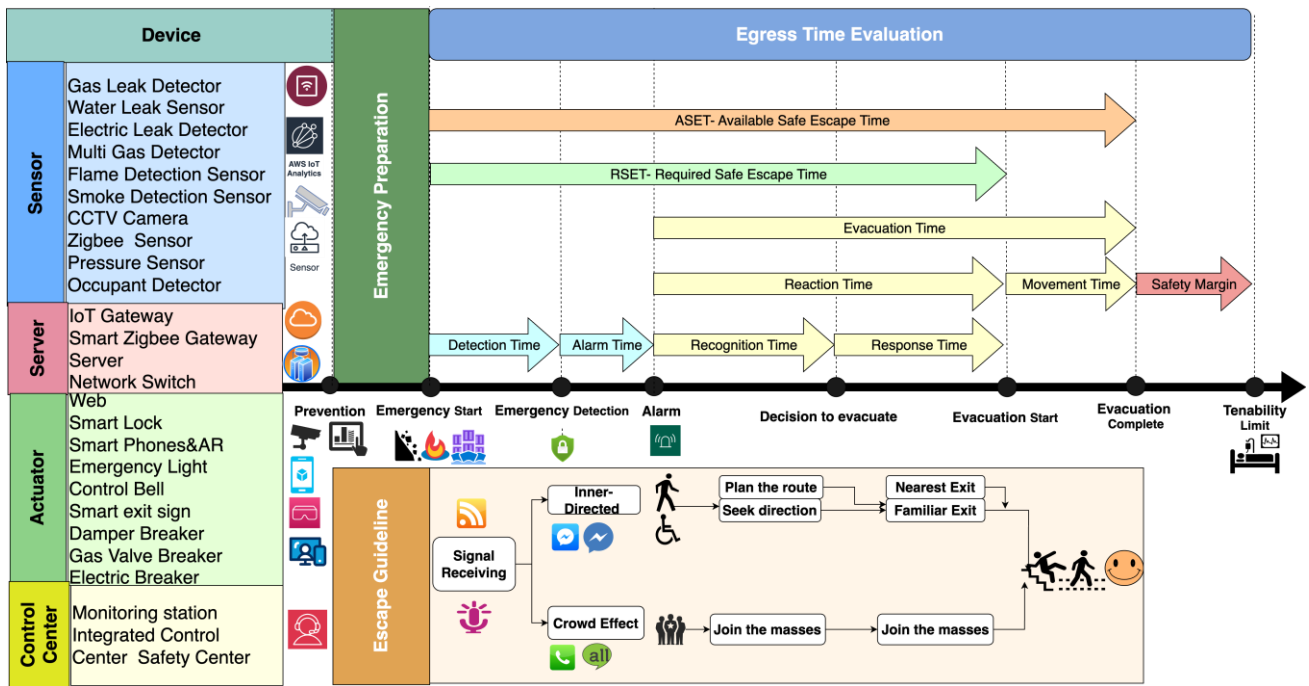 Device
Emergency Preparation
Egress Time Evaluation
Sensor
Gas Leak Detector
Water Leak Sensor
Electric Leak Detector
Multi Gas Detector
Flame Detection Sensor
Smoke Detection Sensor
CCTV Camera
Zigbee Sensor
Pressure Sensor
Occupant Detector
AWS IoT
Analytics
Sensor
Server
IoT Gateway
Smart Zigbee Gateway
Server
Network Switch
Actuator
Web
Smart Lock
Smart Phones&AR
Emergency Light
Control Bell
Smart exit sign
Damper Breaker
Gas Valve Breaker
Electric Breaker
Control
Center
Monitoring station
Integrated Control
Center Safety Center
ASET- Available Safe Escape Time
RSET- Required Safe Escape Time
Evacuation Time
Reaction Time
Movement Time
Safety Margin
Detection Time
Alarm Time
Recognition Time
Response Time
Prevention
Emergency Start
Emergency Detection
Alarm
Decision to evacuate
Evacuation Start
Evacuation
Complete
Tenability
Limit
Escape Guideline
Signal
Receiving
Inner-
Directed
Plan the route
Seek direction
Nearest Exit
Familiar Exit
Crowd Effect
all
Join the masses
Join the masses